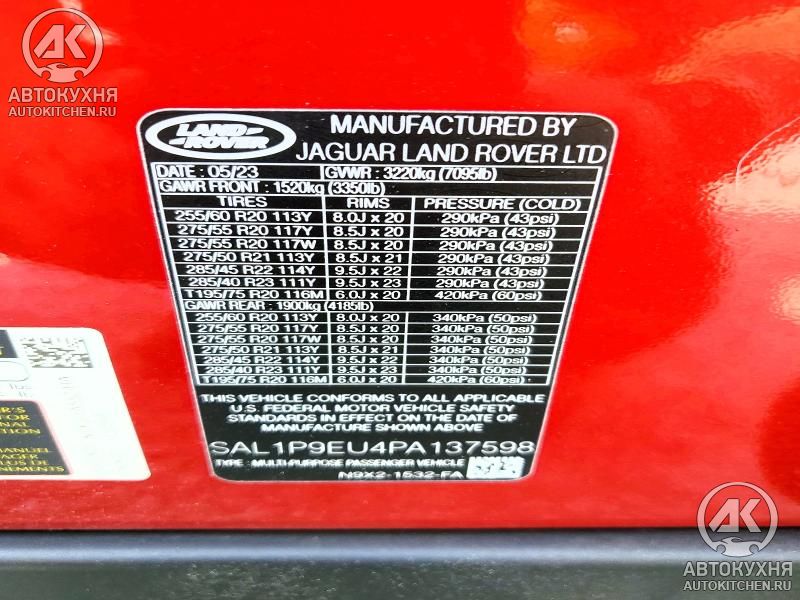 АК
АВТОКУХНЯ
AUTOKITCHEN.RU
LAND
ROVER
MANUFACTURED BY
JAGUAR LAND ROVER LTD
DATE : 05/23 GVWR : 3220kg (7095lb)
GAWR FRONT : 1520kg (3350lb)
TIRES RIMS PRESSURE (COLD)
255/60 R20 113Y 8.0J x 20 290kPa (43psi)
275/55 R20 117Y 8.5J x 20 290kPa (43psi)
275/55 R20 117W 8.5J x 20 290kPa (43psi)
275/50 R21 113Y 8.5J x 21 290kPa (43psi)
285/45 R22 114Y 9.5J x 22 290kPa (43psi)
285/40 R23 111Y 9.5J x 23 290kPa (43psi)
T195/75 R20 116M 6.0J x 20 420kPa (60psi)
GAWR REAR : 1900kg (4185lb)
255/60 R20 113Y 8.0J x 20 340kPa (50psi)
275/55 R20 117Y 8.5J x 20 340kPa (50psi)
275/55 R20 117W 8.5J x 20 340kPa (50psi)
275/50 R21 113Y 8.5J x 21 340kPa (50psi)
285/45 R22 114Y 9.5J x 22 340kPa (50psi)
285/40 R23 111Y 9.5J x 23 340kPa (50psi)
T195/75 R20 116M 6.0J x 20 420kPa (60psi)
THIS VEHICLE CONFORMS TO ALL APPLICABLE
U.S. FEDERAL MOTOR VEHICLE SAFETY
STANDARDS IN EFFECT ON THE DATE OF
MANUFACTURE SHOWN ABOVE
SAL1P9EU4PA137598
TYPE : MULTI-PURPOSE PASSENGER VEHICLE
N9X2-1532-FA
АК
АВТОКУХНЯ
AUTOKITCHEN.RU